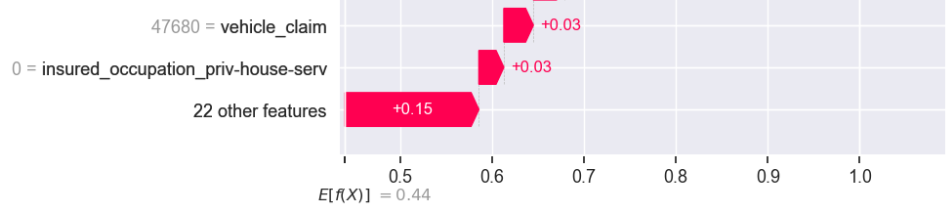 47680 = vehicle_claim
+0.03
0 = insured_occupation_priv-house-serv
+0.03
22 other features
+0.15
0.5 0.6 0.7 0.8 0.9 1.0
E[f(X)] = 0.44